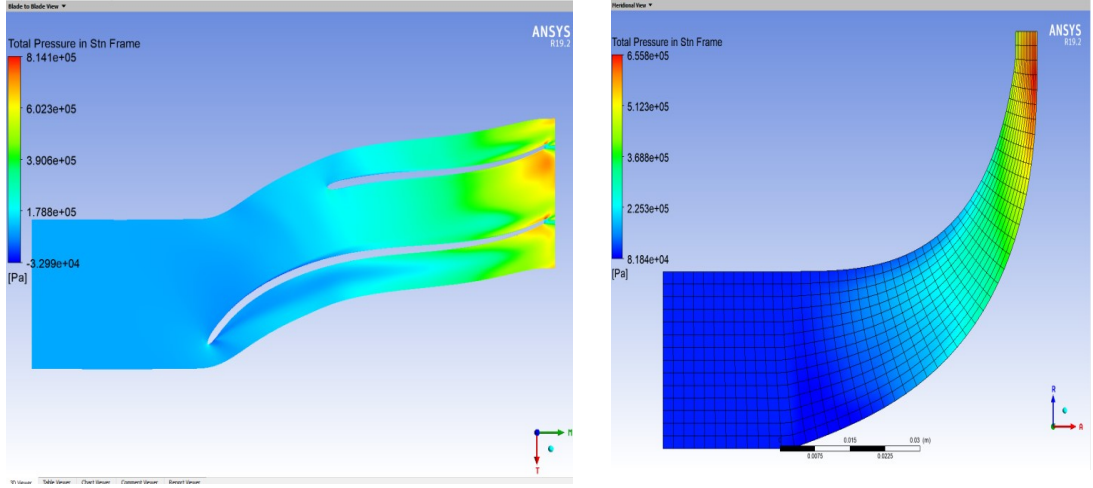 Blade to Blade View ▼
ANSYS
R19.2
Total Pressure in Stn Frame
8.141e+05
6.023e+05
3.906e+05
1.788e+05
-3.299e+04
[Pa]
M
T
3D Viewer Table Viewer Chart Viewer Comment Viewer Report Viewer
Meridional View ▼
ANSYS
R19.2
Total Pressure in Stn Frame
6.558e+05
5.123e+05
3.688e+05
2.253e+05
8.184e+04
[Pa]
R
A
0.015 0.03 (m)
0.0075 0.0225